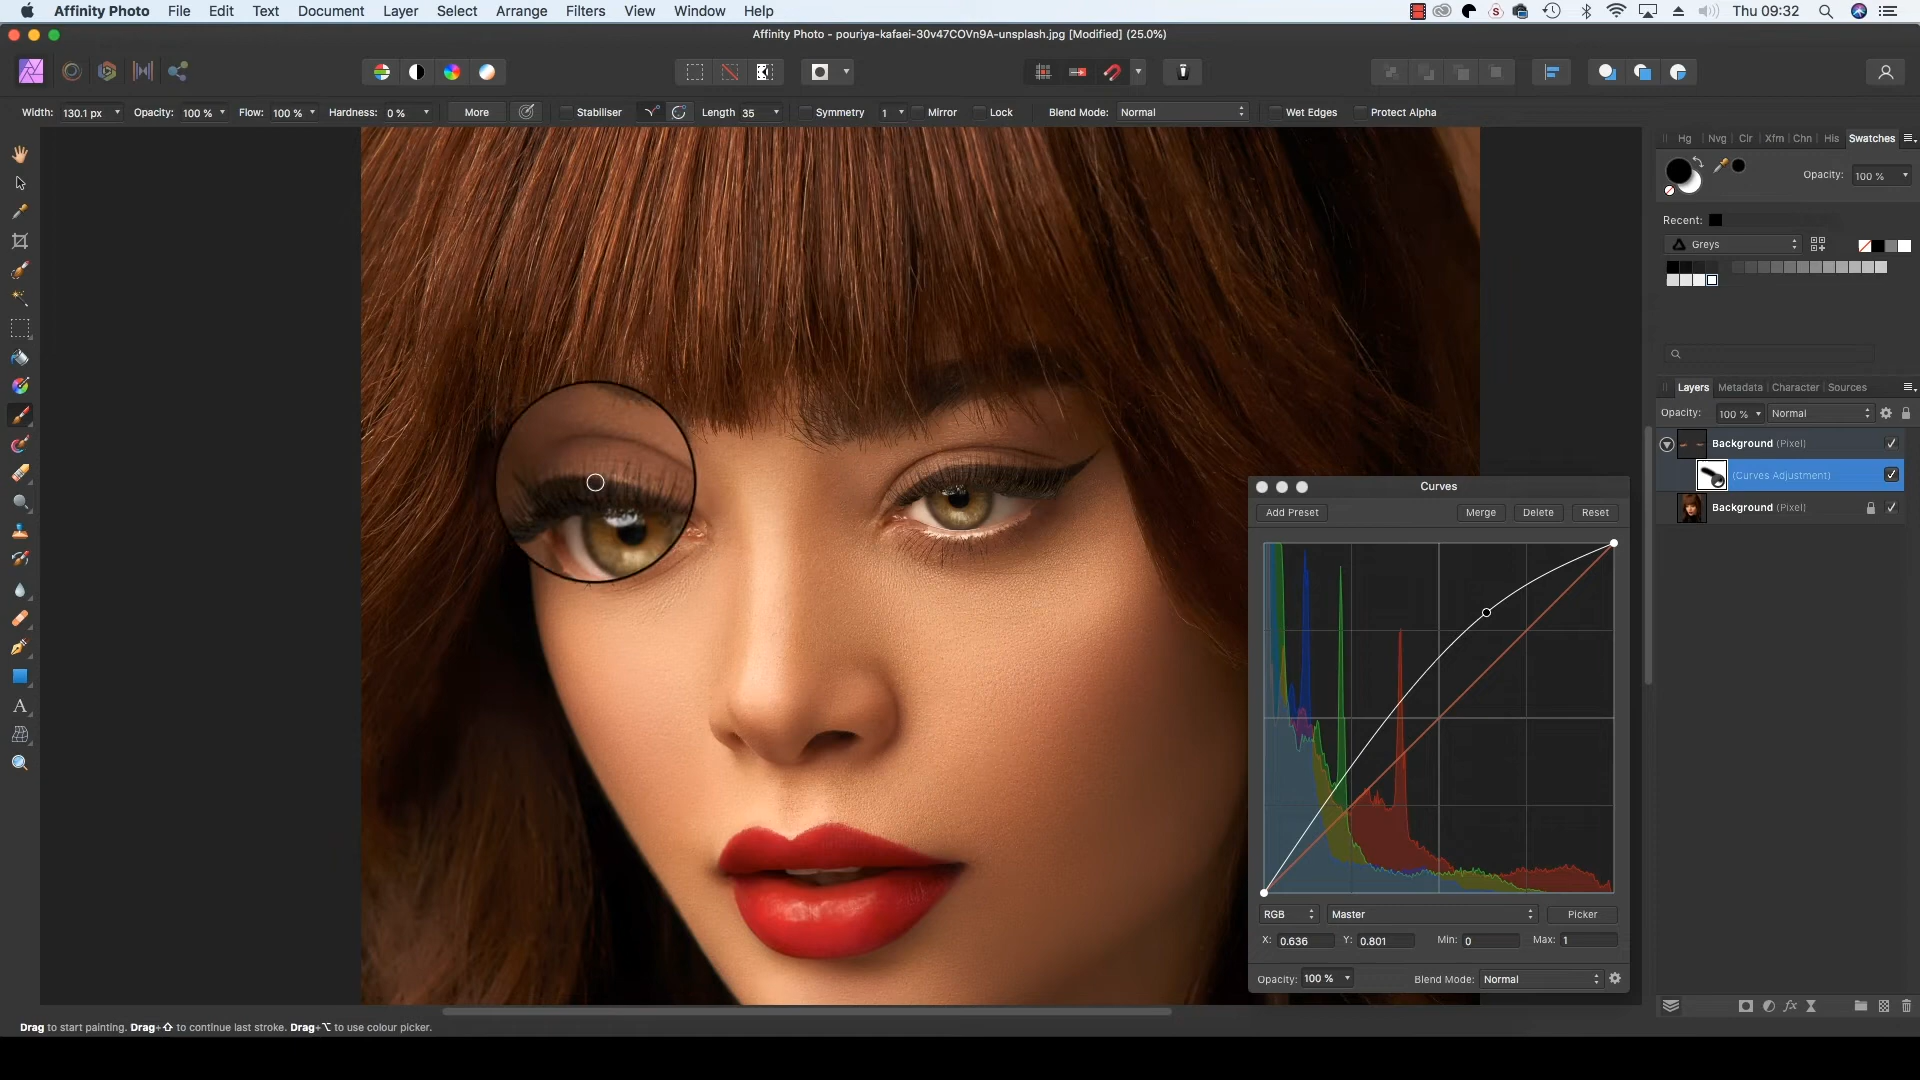 Affinity Photo File Edit Text Document Layer Select Arrange Filters View Window Help Thu 09:32
Affinity Photo - pouriya-kafaei-30v47COVn9A-unsplash.jpg [Modified] (25.0%)
Width: 130.1 px Opacity: 100 % Flow: 100 % Hardness: 0 % More Stabiliser Length 35 Symmetry 1 Mirror Lock Blend Mode: Normal Wet Edges Protect Alpha
Hg Nvg Clr Xfm Chn His Swatches
Opacity: 100 %
Recent:
Greys
Layers Metadata Character Sources
Opacity: 100 % Normal
Background (Pixel)
(Curves Adjustment)
Background (Pixel)
Curves
Add Preset Merge Delete Reset
RGB Master Picker
X: 0.636 Y: 0.801 Min: 0 Max: 1
Opacity: 100 % Blend Mode: Normal
A
fx
Drag to start painting. Drag+⇧ to continue last stroke. Drag+⌥ to use colour picker.